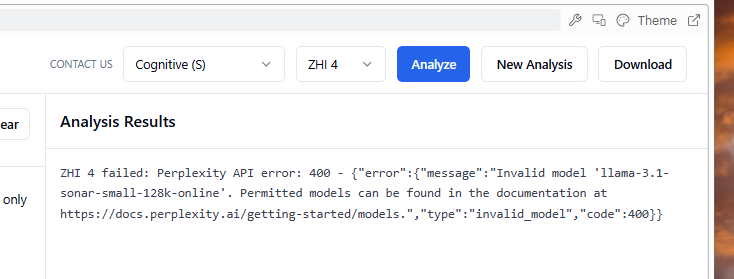 Theme
CONTACT US
Cognitive (S)
ZHI 4
Analyze
New Analysis
Download
ear
Analysis Results
only
ZHI 4 failed: Perplexity API error: 400 - {"error":{"message":"Invalid model 'llama-3.1-
sonar-small-128k-online'. Permitted models can be found in the documentation at
https://docs.perplexity.ai/getting-started/models.","type":"invalid_model","code":400}}